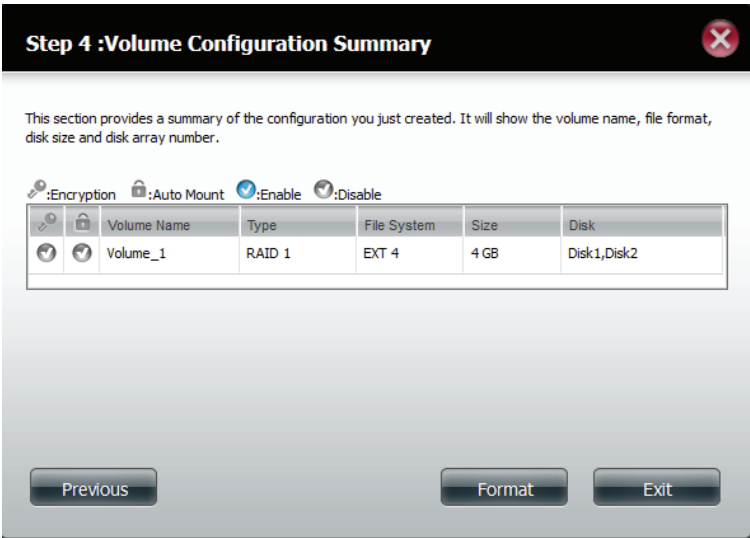 Step 4 :Volume Configuration Summary
This section provides a summary of the configuration you just created. It will show the volume name, file format,
disk size and disk array number.
:Encryption :Auto Mount :Enable :Disable
Volume Name Type File System Size Disk
Volume_1 RAID 1 EXT 4 4 GB Disk1,Disk2
Previous Format Exit